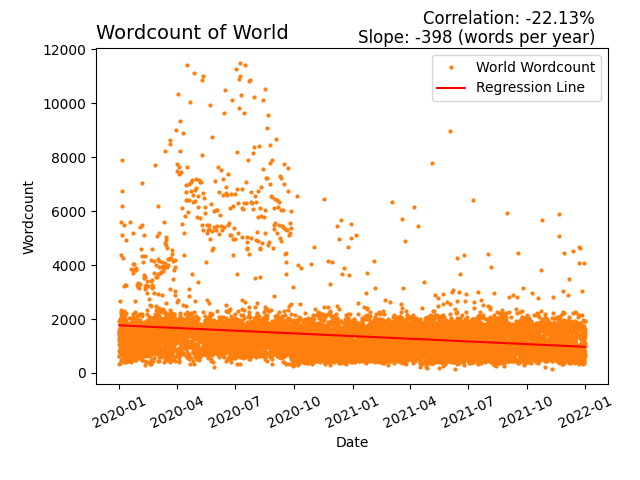 Correlation: -22.13%
Wordcount of World
Slope: -398 (words per year)
World Wordcount
Regression Line
Wordcount
12000
10000
8000
6000
4000
2000
0
2020-01
2020-04
2020-07
2020-10
2021-01
2021-04
2021-07
2021-10
2022-01
Date